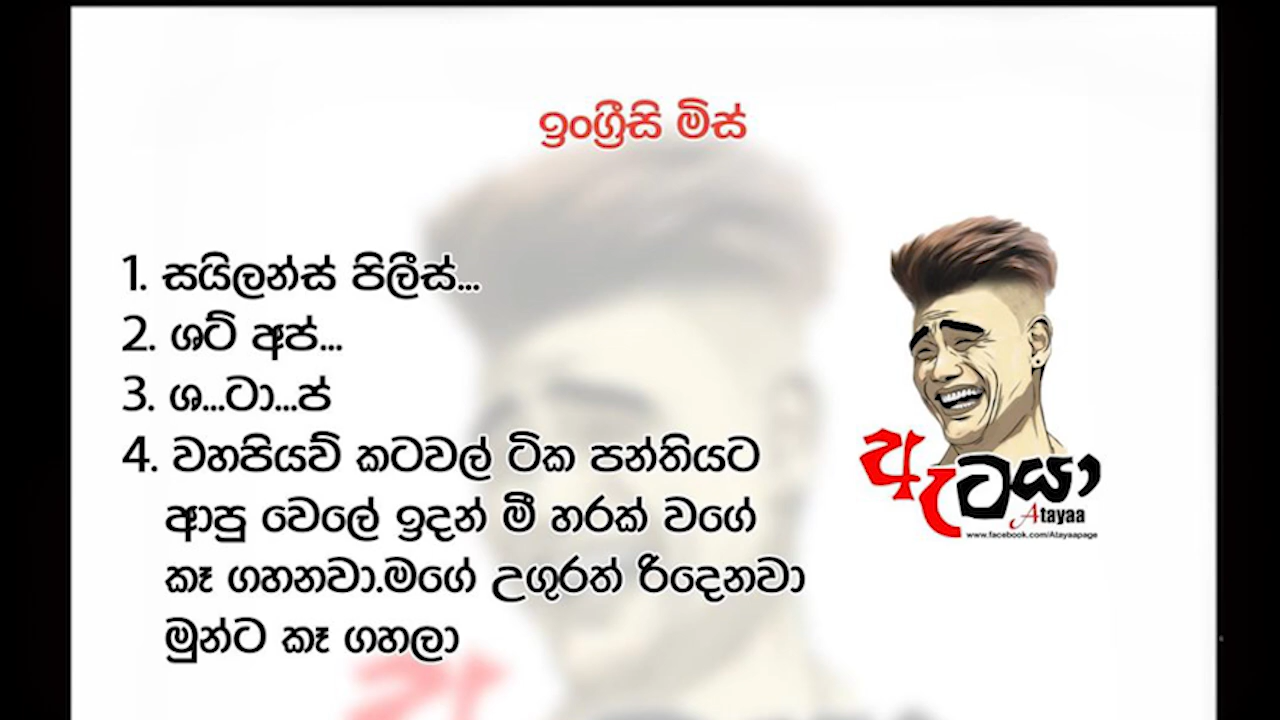 ඉංග්‍රීසි මිස්
1. සයිලන්ස් පිලීස්...
2. ශට් අප්...
3. ශ...ටා...ප්
4. වහපියව් කටවල් ටික පන්තියට
ආපු වෙලේ ඉදන් මී හරක් වගේ
කෑ ගහනවා.මගේ උගුරත් රිදෙනවා
මුන්ට කෑ ගහලා
ඇටයා
Atayaa
www.facebook.com/Atayaapage